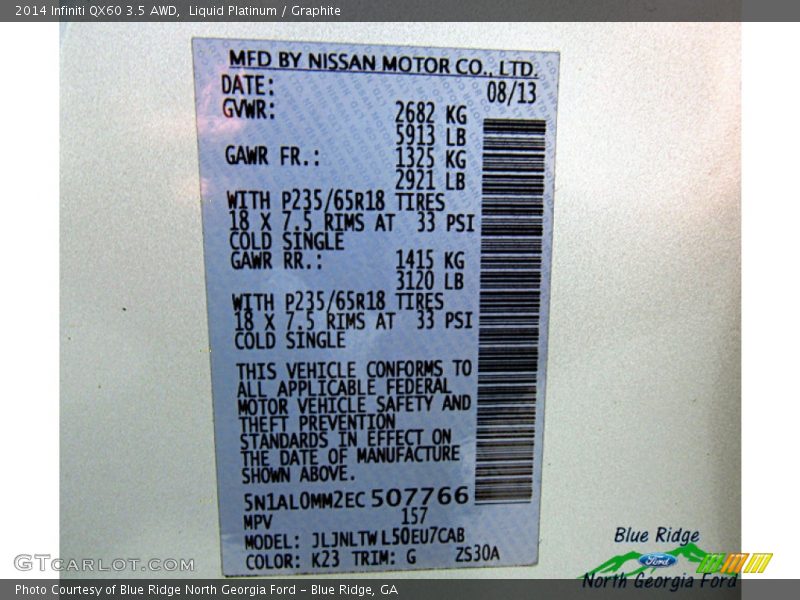 2014 Infiniti QX60 3.5 AWD, Liquid Platinum / Graphite
MFD BY NISSAN MOTOR CO., LTD.
DATE: 08/13
GVWR: 2682 KG
5913 LB
GAWR FR.: 1325 KG
2921 LB
WITH P235/65R18 TIRES
18 X 7.5 RIMS AT 33 PSI
COLD SINGLE
GAWR RR.: 1415 KG
3120 LB
WITH P235/65R18 TIRES
18 X 7.5 RIMS AT 33 PSI
COLD SINGLE
THIS VEHICLE CONFORMS TO
ALL APPLICABLE FEDERAL
MOTOR VEHICLE SAFETY AND
THEFT PREVENTION
STANDARDS IN EFFECT ON
THE DATE OF MANUFACTURE
SHOWN ABOVE.
5N1AL0MM2EC507766
MPV 157
MODEL: JLJNLTWL50EU7CAB
COLOR: K23 TRIM: G ZS30A
Blue Ridge
Ford
North Georgia Ford
GTCARLOT.COM
Photo Courtesy of Blue Ridge North Georgia Ford – Blue Ridge, GA